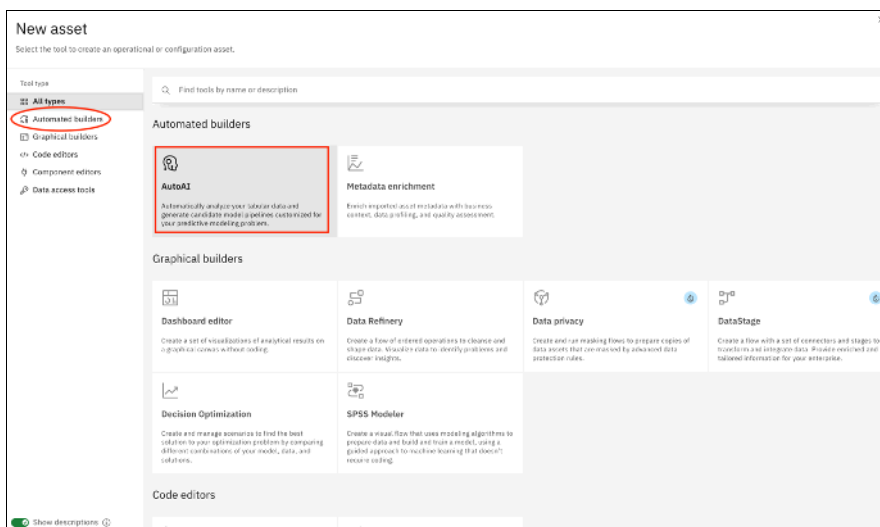 New asset
Select the tool to create an operational or configuration asset.
Tool type
All types
Automated builders
Graphical builders
Code editors
Component editors
Data access tools
Find tools by name or description
Automated builders
AutoAI
Automatically analyze your tabular data and
generate candidate model pipelines customized for
your predictive modeling problem.
Metadata enrichment
Enrich imported asset metadata with business
context, data profiling, and quality assessment.
Graphical builders
Dashboard editor
Create a set of visualizations of analytical results on
a graphical canvas without coding.
Data Refinery
Create a flow of ordered operations to cleanse and
shape data. Visualize data to identify problems and
discover insights.
Data privacy
Create and run masking flows to prepare copies of
data assets that are masked by advanced data
protection rules.
DataStage
Create a flow with a set of connectors and stages to
transform and integrate data. Provide enriched and
tailored information for your enterprise.
Decision Optimization
Create and manage scenarios to find the best
solution to your optimization problem by comparing
different combinations of your model, data, and
solutions.
SPSS Modeler
Create a visual flow that uses modeling algorithms to
prepare data and build and train a model, using a
guided approach to machine learning that doesn't
require coding.
Code editors
Show descriptions